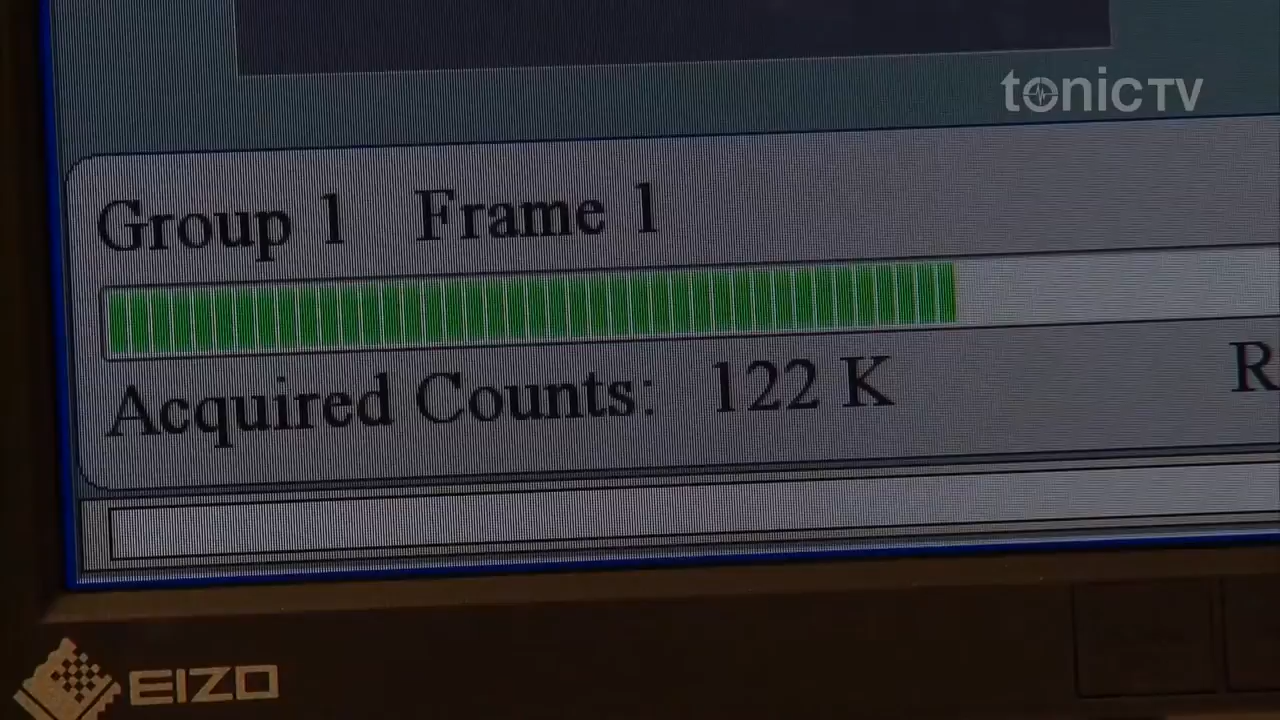 tonicTV
Group 1 Frame 1
Acquired Counts: 122 K
R
EIZO